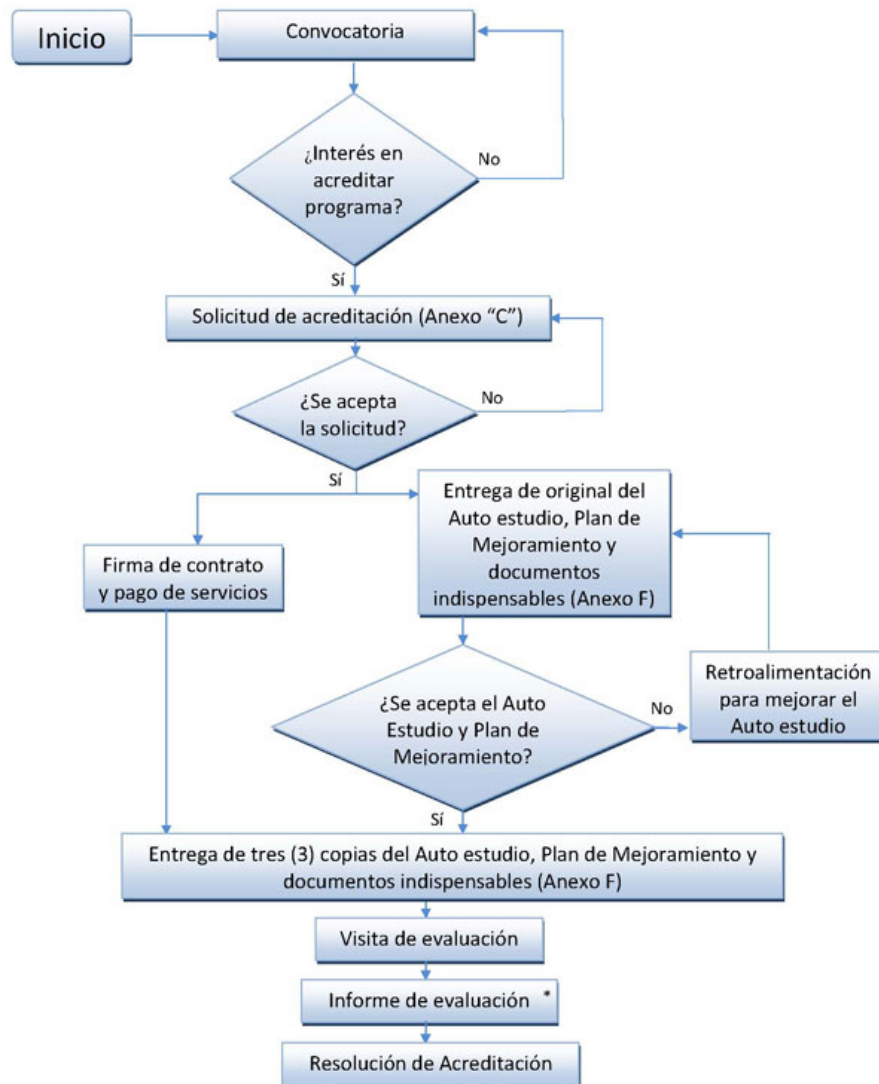 Inicio
Convocatoria
¿Interés en
acreditar
programa?
No
Sí
Solicitud de acreditación (Anexo “C”)
¿Se acepta
la solicitud?
No
Sí
Entrega de original del
Auto estudio, Plan de
Mejoramiento y
documentos
indispensables (Anexo F)
Firma de contrato
y pago de servicios
¿Se acepta el Auto
Estudio y Plan de
Mejoramiento?
No
Retroalimentación
para mejorar el
Auto estudio
Sí
Entrega de tres (3) copias del Auto estudio, Plan de Mejoramiento y
documentos indispensables (Anexo F)
Visita de evaluación
Informe de evaluación *
Resolución de Acreditación